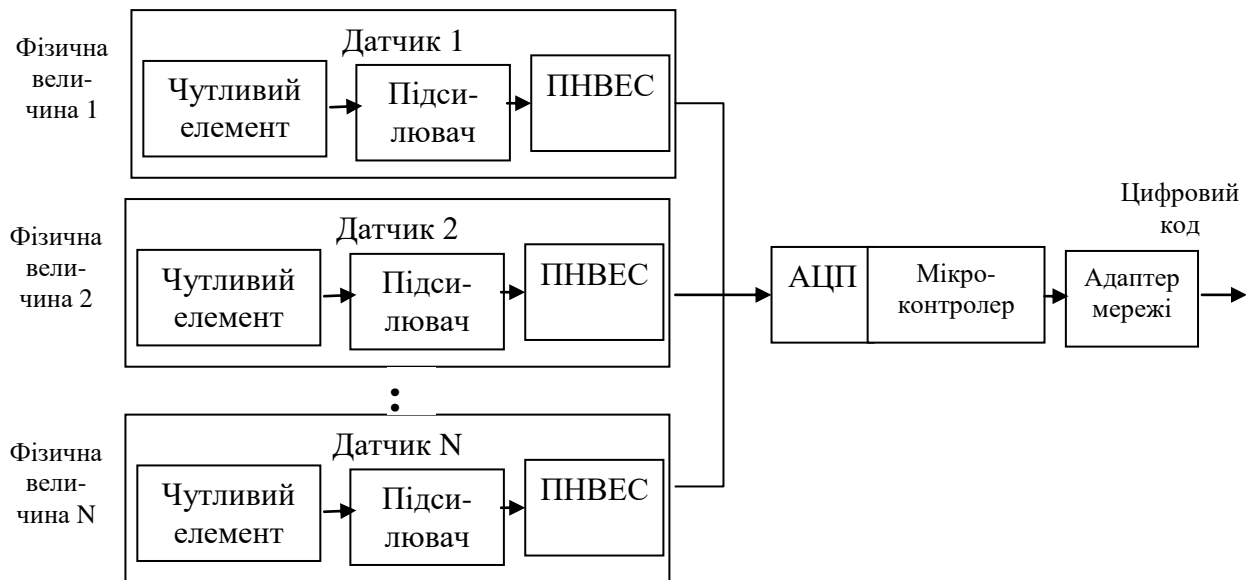 Фізична
вели-
чина 1
Датчик 1
Чутливий
елемент
Підси-
лювач
ПНВЕС
Фізична
вели-
чина 2
Датчик 2
Чутливий
елемент
Підси-
лювач
ПНВЕС
Цифровий
код
АЦП
Мікро-
контролер
Адаптер
мережі
:
Фізична
вели-
чина N
Датчик N
Чутливий
елемент
Підси-
лювач
ПНВЕС